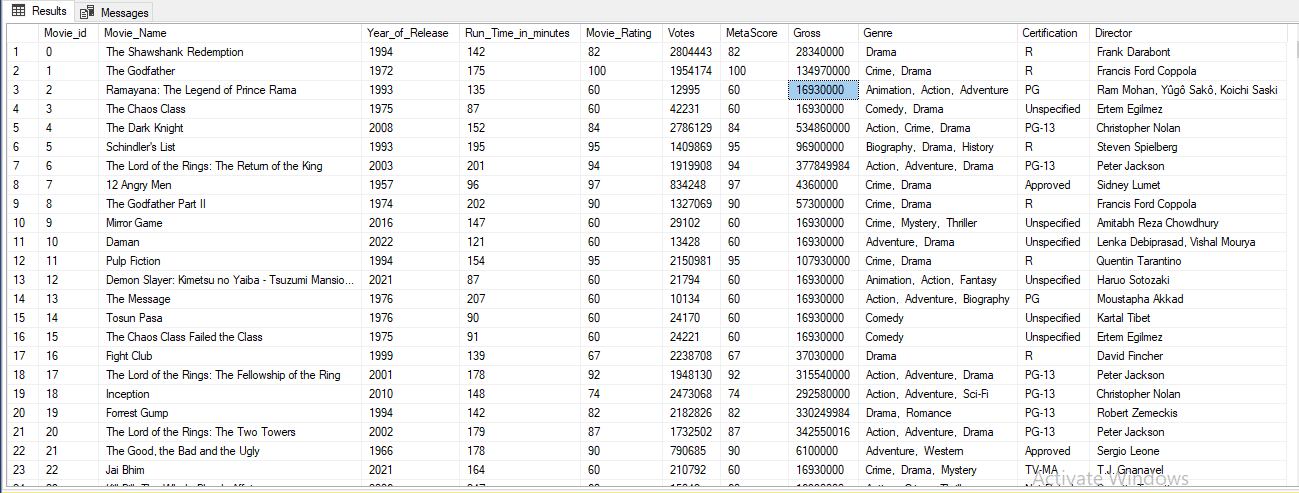 Results Messages
Movie_id Movie_Name Year_of_Release Run_Time_in_minutes Movie_Rating Votes MetaScore Gross Genre Certification Director
1 0 The Shawshank Redemption 1994 142 82 2804443 82 28340000 Drama R Frank Darabont
2 1 The Godfather 1972 175 100 1954174 100 134970000 Crime, Drama R Francis Ford Coppola
3 2 Ramayana: The Legend of Prince Rama 1993 135 60 12995 60 16930000 Animation, Action, Adventure PG Ram Mohan, Yûgô Sakô, Koichi Saski
4 3 The Chaos Class 1975 87 60 42231 60 16930000 Comedy, Drama Unspecified Ertem Egilmez
5 4 The Dark Knight 2008 152 84 2786129 84 534860000 Action, Crime, Drama PG-13 Christopher Nolan
6 5 Schindler's List 1993 195 95 1409869 95 96900000 Biography, Drama, History R Steven Spielberg
7 6 The Lord of the Rings: The Return of the King 2003 201 94 1919908 94 377849984 Action, Adventure, Drama PG-13 Peter Jackson
8 7 12 Angry Men 1957 96 97 834248 97 4360000 Crime, Drama Approved Sidney Lumet
9 8 The Godfather Part II 1974 202 90 1327069 90 57300000 Crime, Drama R Francis Ford Coppola
10 9 Mirror Game 2016 147 60 29102 60 16930000 Crime, Mystery, Thriller Unspecified Amitabh Reza Chowdhury
11 10 Daman 2022 121 60 13428 60 16930000 Adventure, Drama Unspecified Lenka Debiprasad, Vishal Mourya
12 11 Pulp Fiction 1994 154 95 2150981 95 107930000 Crime, Drama R Quentin Tarantino
13 12 Demon Slayer: Kimetsu no Yaiba - Tsuzumi Mansio... 2021 87 60 21794 60 16930000 Animation, Action, Fantasy Unspecified Haruo Sotozaki
14 13 The Message 1976 207 60 10134 60 16930000 Action, Adventure, Biography PG Moustapha Akkad
15 14 Tosun Pasa 1976 90 60 24170 60 16930000 Comedy Unspecified Kartal Tibet
16 15 The Chaos Class Failed the Class 1975 91 60 24221 60 16930000 Comedy Unspecified Ertem Egilmez
17 16 Fight Club 1999 139 67 2238708 67 37030000 Drama R David Fincher
18 17 The Lord of the Rings: The Fellowship of the Ring 2001 178 92 1948130 92 315540000 Action, Adventure, Drama PG-13 Peter Jackson
19 18 Inception 2010 148 74 2473068 74 292580000 Action, Adventure, Sci-Fi PG-13 Christopher Nolan
20 19 Forrest Gump 1994 142 82 2182826 82 330249984 Drama, Romance PG-13 Robert Zemeckis
21 20 The Lord of the Rings: The Two Towers 2002 179 87 1732502 87 342550016 Action, Adventure, Drama PG-13 Peter Jackson
22 21 The Good, the Bad and the Ugly 1966 178 90 790685 90 6100000 Adventure, Western Approved Sergio Leone
23 22 Jai Bhim 2021 164 60 210792 60 16930000 Crime, Drama, Mystery TV-MA T.J. Gnanavel
Activate Windows